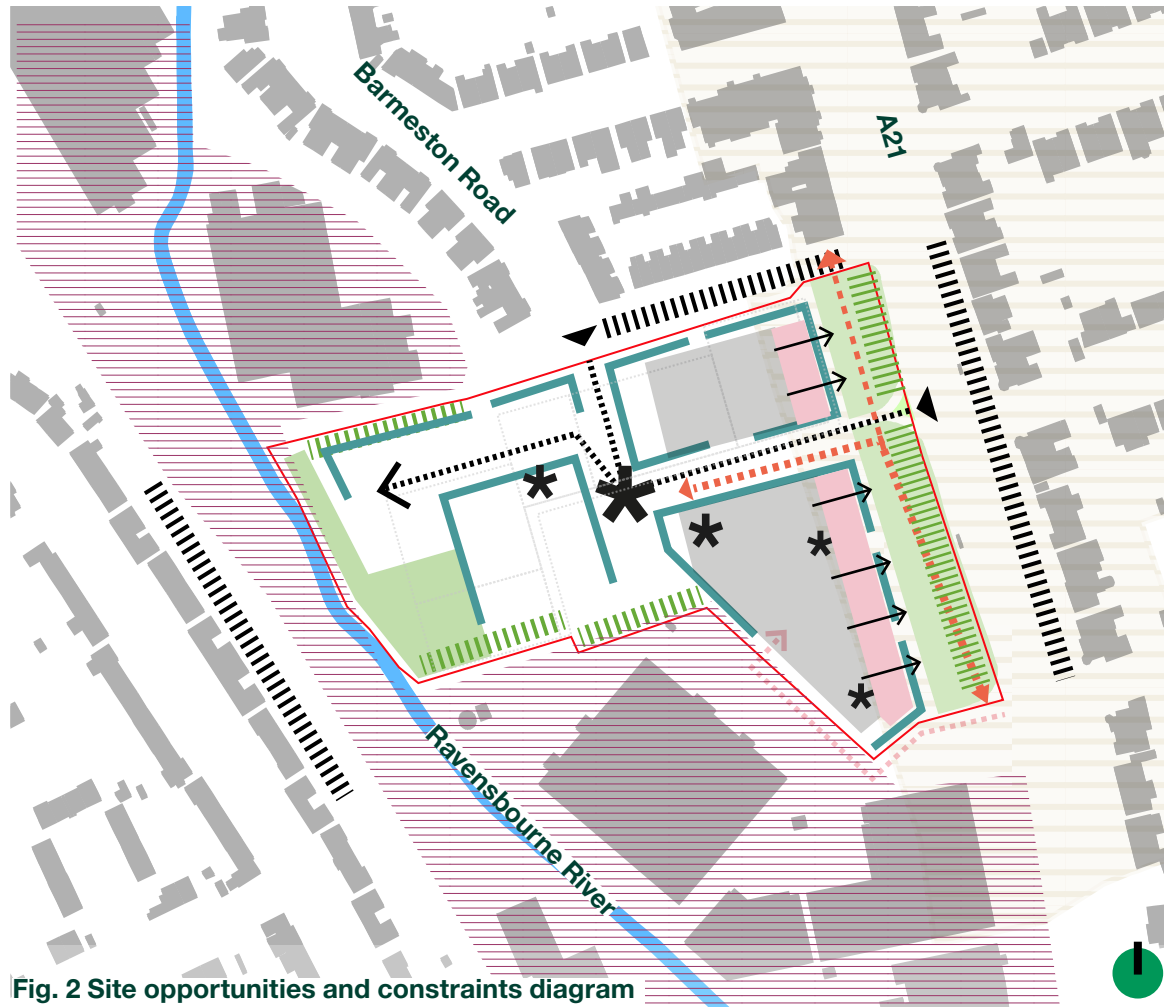 Barmeston Road
A21
Ravensbourne River
Fig. 2 Site opportunities and constraints diagram